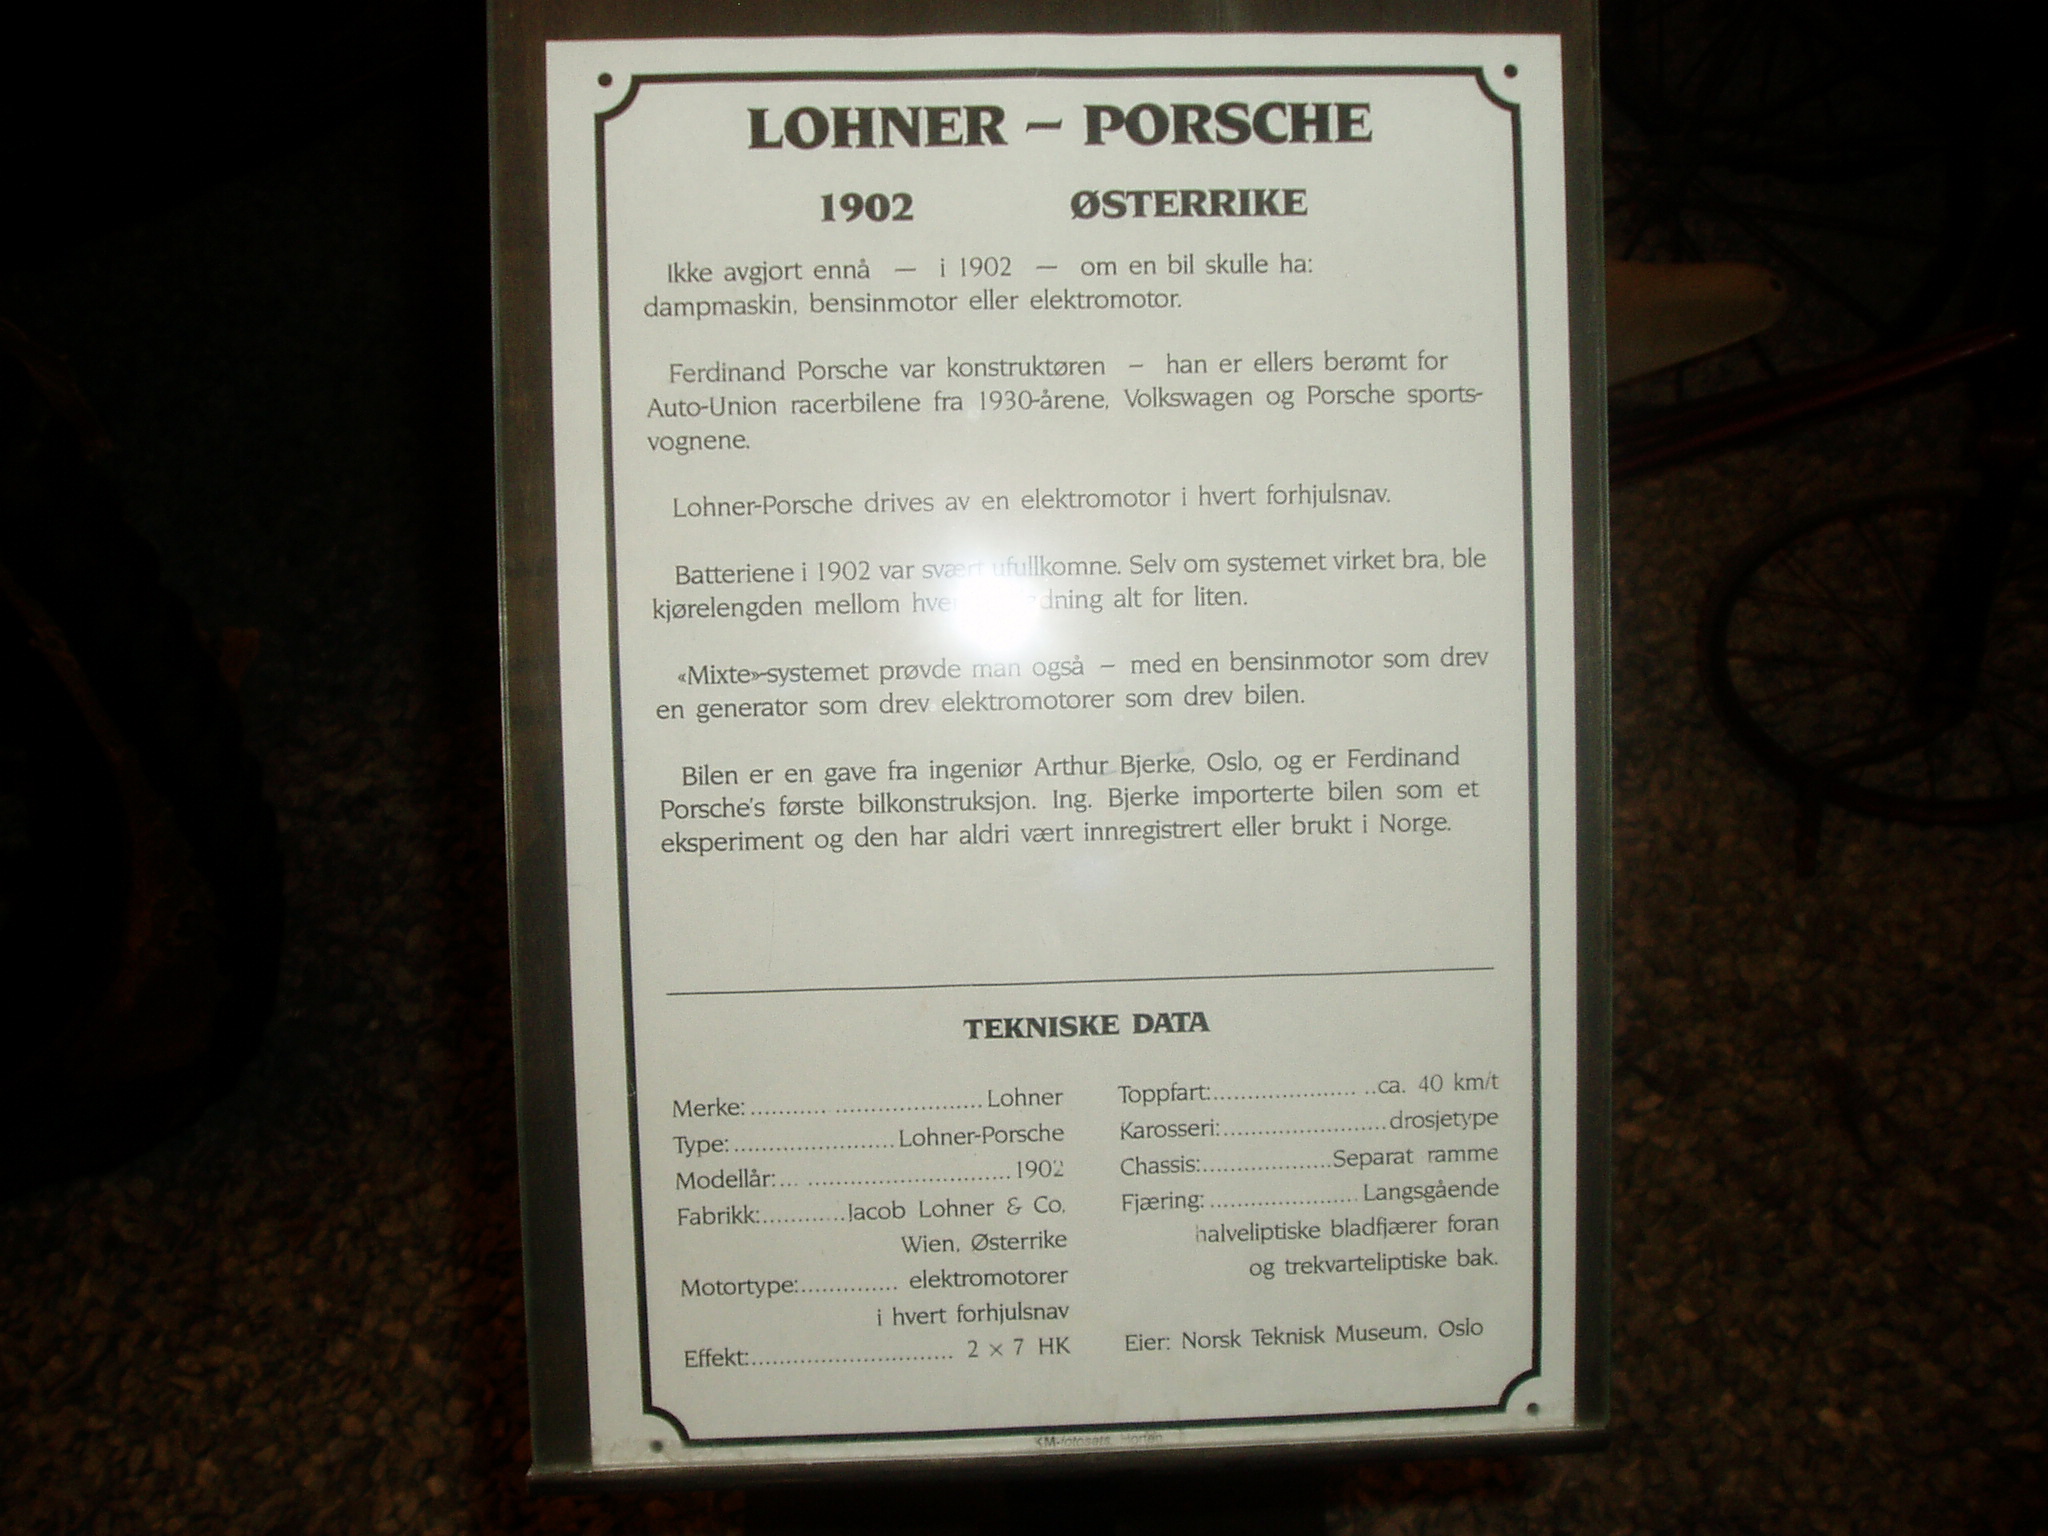 LOHNER – PORSCHE
1902 ØSTERRIKE
Ikke avgjort ennå — i 1902 — om en bil skulle ha:
dampmaskin, bensinmotor eller elektromotor.
Ferdinand Porsche var konstruktøren – han er ellers berømt for
Auto-Union racerbilene fra 1930-årene, Volkswagen og Porsche sports-
vognene.
Lohner-Porsche drives av en elektromotor i hvert forhjulsnav.
Batteriene i 1902 var svært ufullkomne. Selv om systemet virket bra, ble
kjørelengden mellom alt for liten.
«Mixte»-systemet prøvde man også – med en bensinmotor som drev
en generator som drev elektromotorer som drev bilen.
Bilen er en gave fra ingeniør Arthur Bjerke, Oslo, og er Ferdinand
Porsche's første bilkonstruksjon. Ing. Bjerke importerte bilen som et
eksperiment og den har aldri vært innregistrert eller brukt i Norge.
TEKNISKE DATA
Merke: Lohner
Type: Lohner-Porsche
Modellår: 1902
Fabrikk: Jacob Lohner & Co,
Wien, Østerrike
Motortype: elektromotorer
i hvert forhjulsnav
Effekt: 2 × 7 HK
Toppfart: ca. 40 km/t
Karosseri: drosjetype
Chassis: Separat ramme
Fjæring: Langsgående
halveliptiske bladfjærer foran
og trekvarteliptiske bak.
Eier: Norsk Teknisk Museum, Oslo